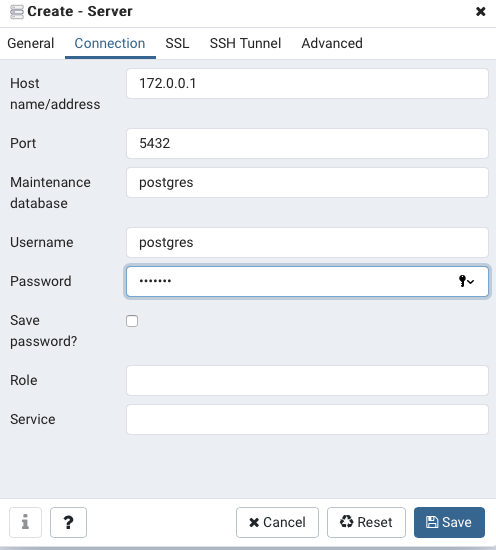 Create - Server
General Connection SSL SSH Tunnel Advanced
Host
name/address
172.0.0.1
Port
5432
Maintenance
database
postgres
Username
postgres
Password
•••••••
Save
password?
Role
Service
i ? Cancel Reset Save